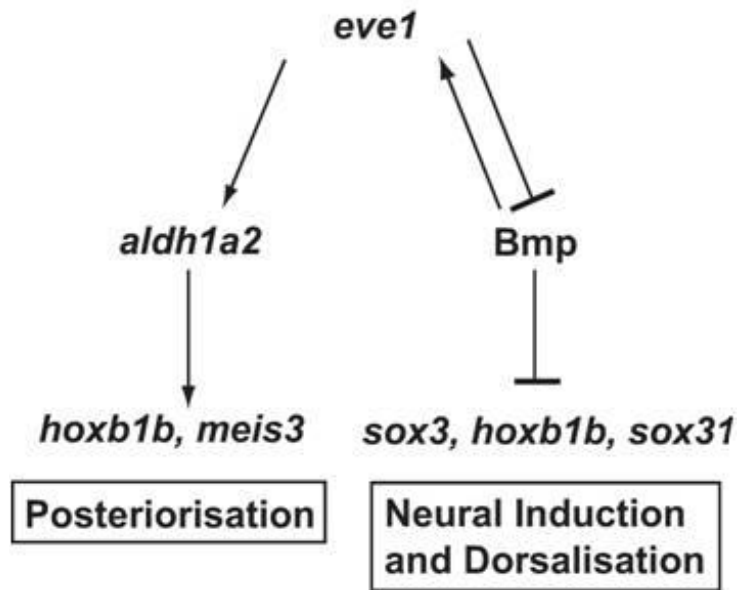 eve1
aldh1a2
Bmp
hoxb1b, meis3
sox3, hoxb1b, sox31
Posteriorisation
Neural Induction
and Dorsalisation